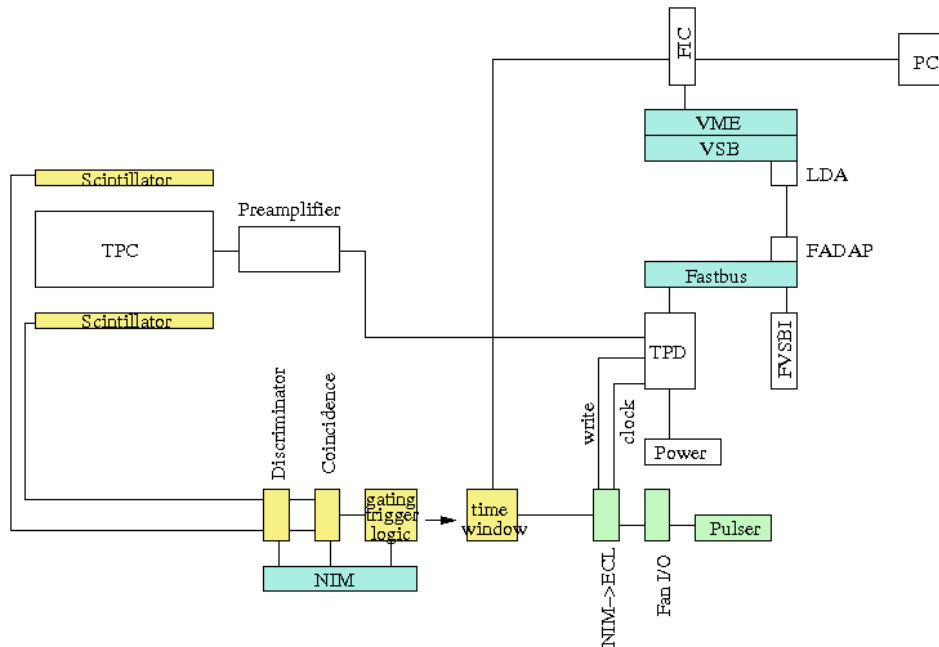 FIC
PC
VME
VSB
LDA
Scintillator
Preamplifier
TPC
FADAP
Fastbus
Scintillator
TPD
FVSBI
Discriminator
Coincidence
write
clock
Power
gating
trigger
logic
time
window
Pulser
NIM
NIM->ECL
Fan I/O